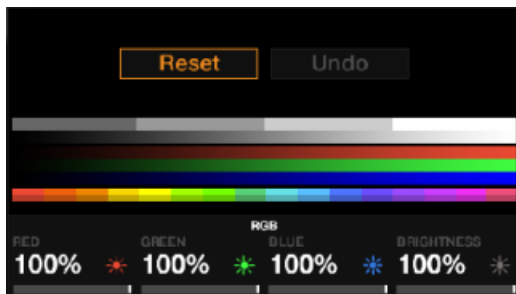 Reset Undo
RGB
RED GREEN BLUE BRIGHTNESS
100% 100% 100% 100%